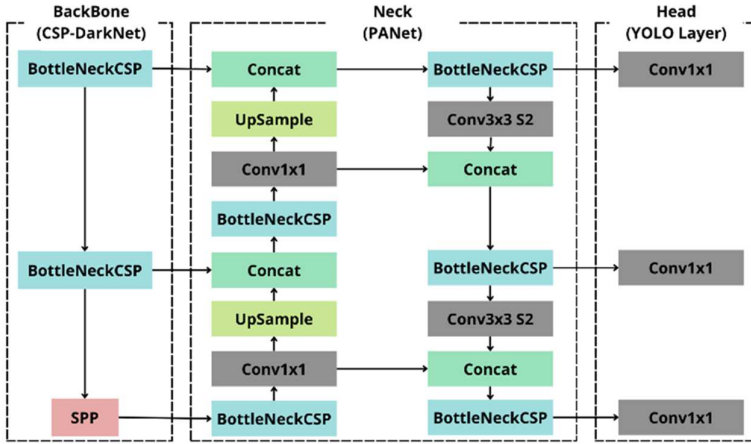 BackBone
(CSP-DarkNet)
Neck
(PANet)
Head
(YOLO Layer)
BottleNeckCSP
Concat
BottleNeckCSP
Conv1x1
UpSample
Conv3x3 S2
Conv1x1
Concat
BottleNeckCSP
BottleNeckCSP
Concat
BottleNeckCSP
Conv1x1
UpSample
Conv3x3 S2
Conv1x1
Concat
SPP
BottleNeckCSP
BottleNeckCSP
Conv1x1